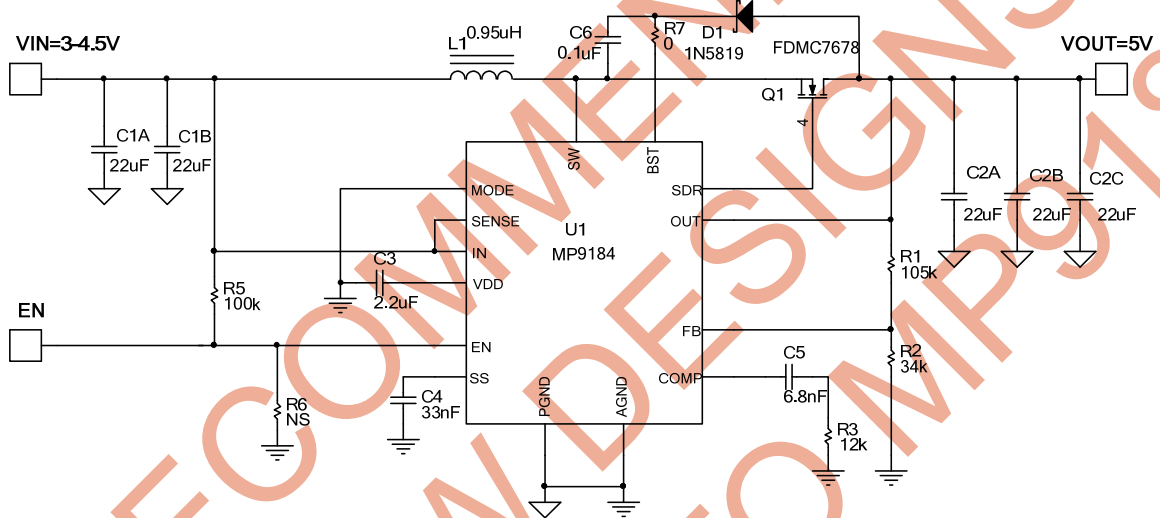 VIN=3-4.5V
L1
0.95uH
C6
0.1uF
R7
0
D1
1N5819
FDMC7678
VOUT=5V
Q1
4
C1A
22uF
C1B
22uF
SW
BST
MODE
SENSE
IN
VDD
EN
SS
PGND
AGND
SDR
OUT
FB
COMP
U1
MP9184
C2A
22uF
C2B
22uF
C2C
22uF
C3
2.2uF
R5
100k
R1
105k
EN
R2
34k
C5
6.8nF
R6
NS
C4
33nF
R3
12k
ECOMMEN
W DESIGNS
O MP918